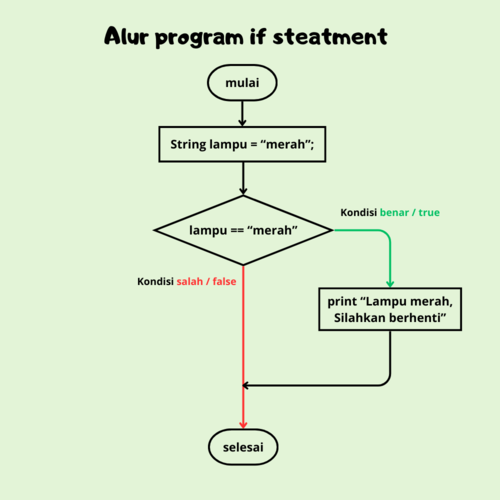 Alur program if steatment
mulai
String lampu = “merah”;
lampu == “merah”
Kondisi benar / true
Kondisi salah / false
print “Lampu merah,
Silahkan berhenti”
selesai